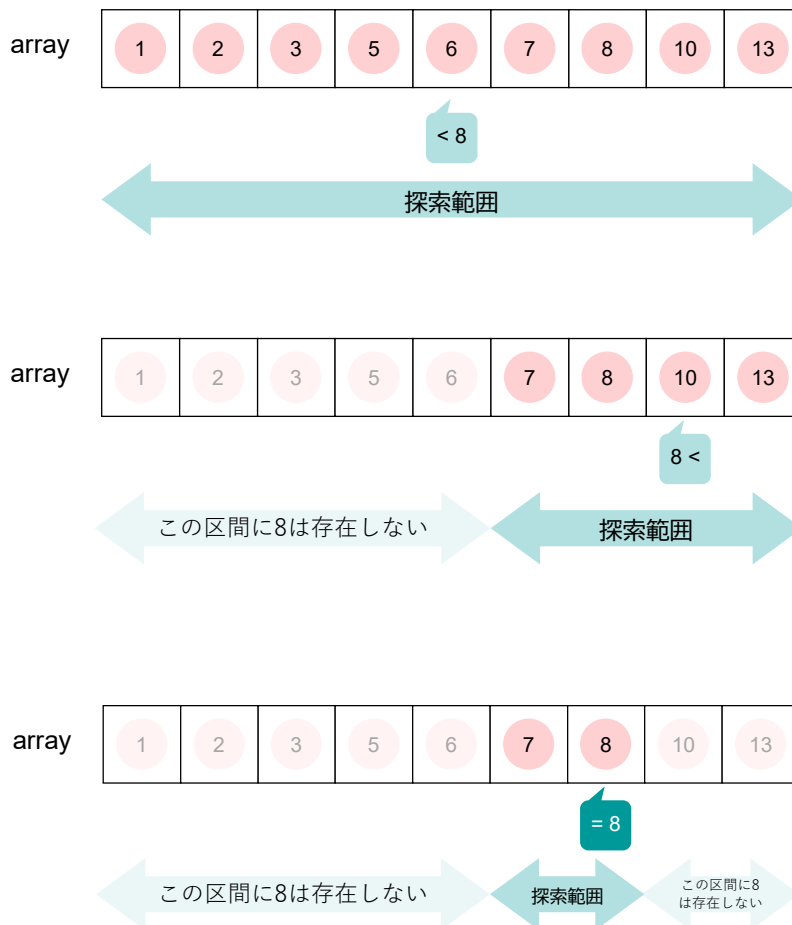 array 1 2 3 5 6 7 8 10 13
< 8
探索範囲
array 1 2 3 5 6 7 8 10 13
8 <
この区間に8は存在しない 探索範囲
array 1 2 3 5 6 7 8 10 13
= 8
この区間に8は存在しない 探索範囲 この区間に8
は存在しない